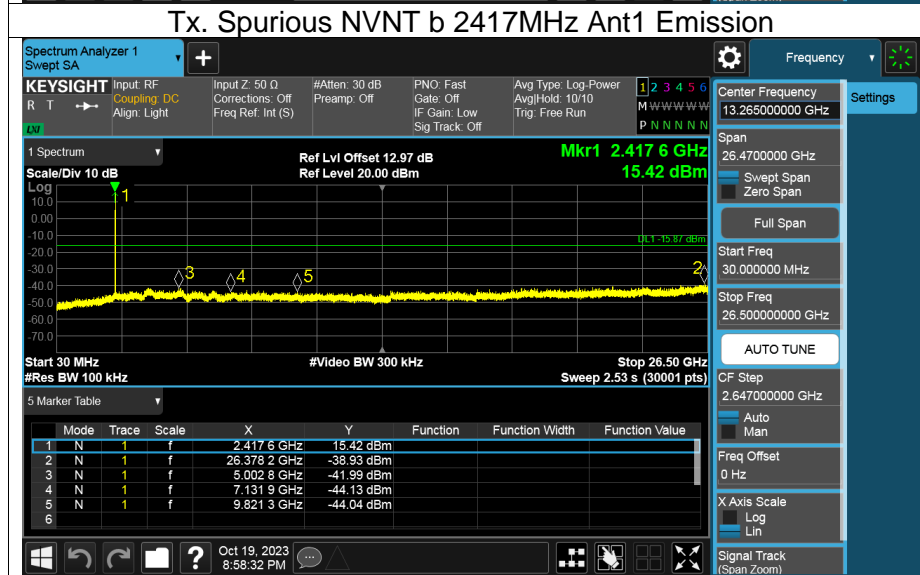 Tx. Spurious NVNT b 2417MHz Ant1 Emission
Spectrum Analyzer 1
Swept SA
+
Frequency
KEYSIGHT
R T
LXI
Input: RF
Coupling: DC
Align: Light
Input Z: 50 Ω
Corrections: Off
Freq Ref: Int (S)
#Atten: 30 dB
Preamp: Off
PNO: Fast
Gate: Off
IF Gain: Low
Sig Track: Off
Avg Type: Log-Power
Avg|Hold: 10/10
Trig: Free Run
1 2 3 4 5 6
M W W W W W
P N N N N N
Center Frequency
13.265000000 GHz
Settings
Span
26.4700000 GHz
Swept Span
Zero Span
Full Span
Start Freq
30.000000 MHz
Stop Freq
26.500000000 GHz
AUTO TUNE
CF Step
2.647000000 GHz
Auto
Man
Freq Offset
0 Hz
X Axis Scale
Log
Lin
Signal Track
(Span Zoom)
1 Spectrum
Scale/Div 10 dB
Ref Lvl Offset 12.97 dB
Ref Level 20.00 dBm
Mkr1 2.417 6 GHz
15.42 dBm
Log
10.0
0.00
-10.0
-20.0
-30.0
-40.0
-50.0
-60.0
-70.0
1
3
4
5
2
DL1 -15.87 dBm
Start 30 MHz
#Video BW 300 kHz
Stop 26.50 GHz
#Res BW 100 kHz
Sweep 2.53 s (30001 pts)
5 Marker Table
Mode Trace Scale X Y Function Function Width Function Value
1 N 1 f 2.417 6 GHz 15.42 dBm
2 N 1 f 26.378 2 GHz -38.93 dBm
3 N 1 f 5.002 8 GHz -41.99 dBm
4 N 1 f 7.131 9 GHz -44.13 dBm
5 N 1 f 9.821 3 GHz -44.04 dBm
6
?
Oct 19, 2023
8:58:32 PM